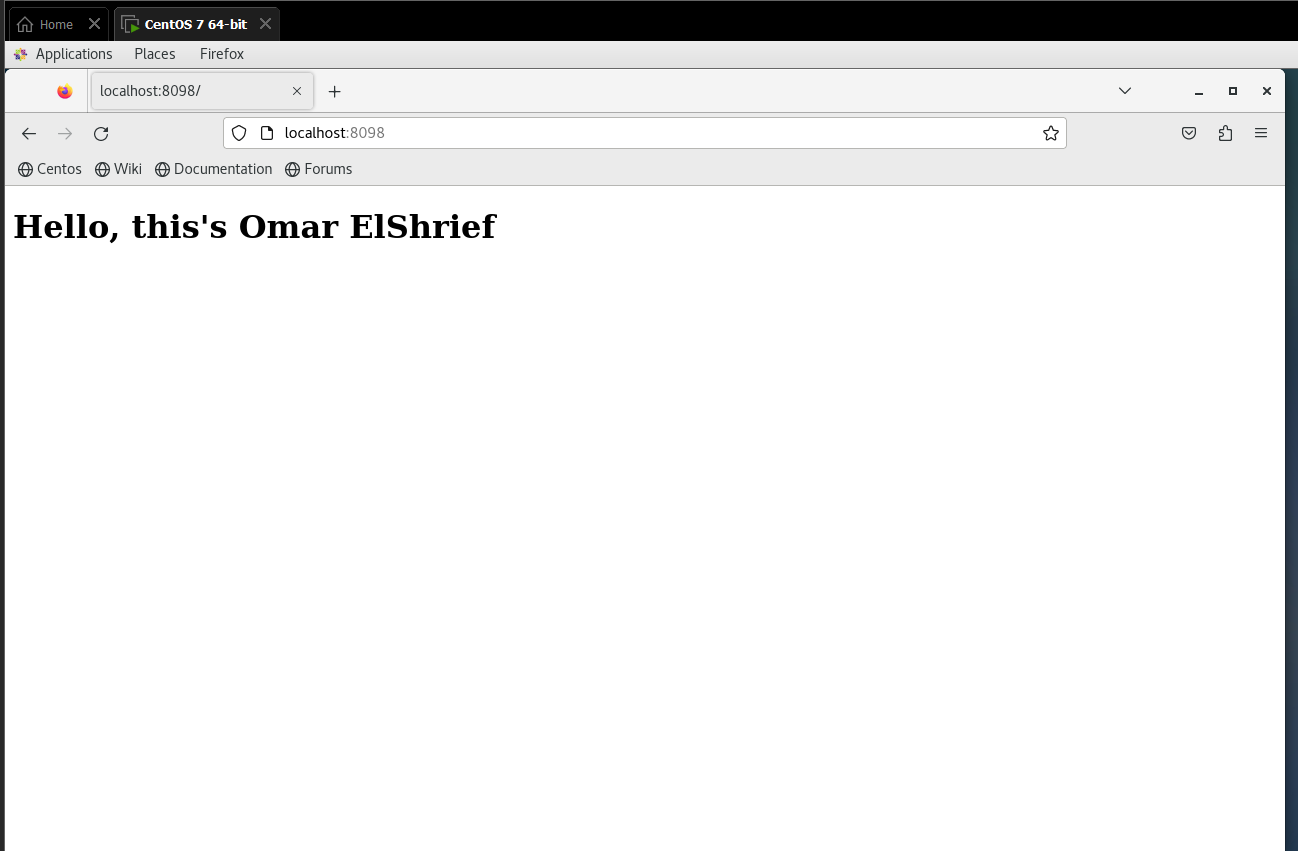 Home
CentOS 7 64-bit
Applications Places Firefox
localhost:8098/
localhost:8098
Centos Wiki Documentation Forums
Hello, this's Omar ElShrief